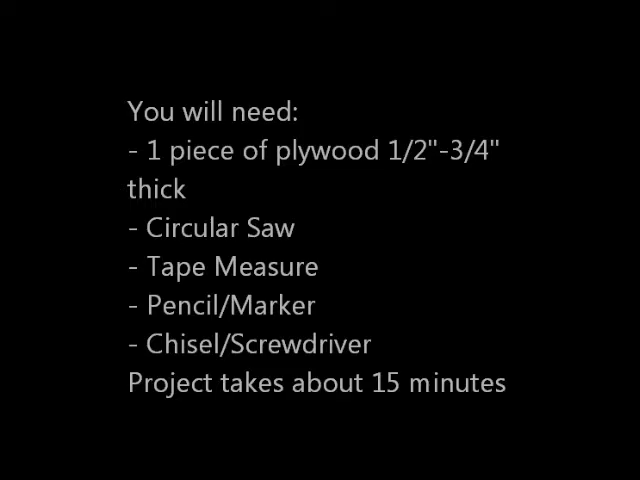 You will need:
- 1 piece of plywood 1/2"-3/4"
thick
- Circular Saw
- Tape Measure
- Pencil/Marker
- Chisel/Screwdriver
Project takes about 15 minutes